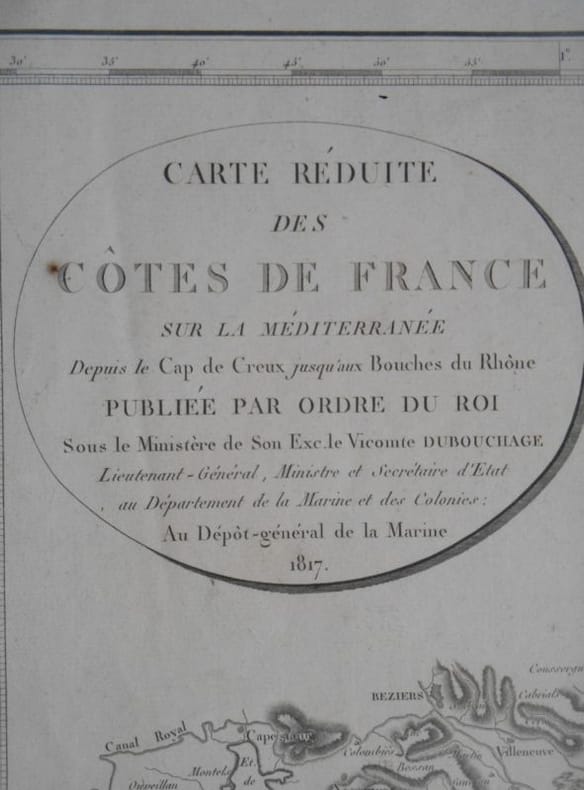 30' 35' 40' 45' 50' 55' 1°
CARTE RÉDUITE
DES
CÔTES DE FRANCE
SUR LA MÉDITERRANÉE
Depuis le Cap de Creux jusqu'aux Bouches du Rhône
PUBLIÉE PAR ORDRE DU ROI
Sous le Ministère de Son Exc. le Vicomte DUBOUCHAGE
Lieutenant-Général, Ministre et Secrétaire d'Etat
au Département de la Marine et des Colonies:
Au Dépôt-général de la Marine
1817.
BEZIERS
Canal Royal
Colombiès
Villeneuve
Montels
Et.
de